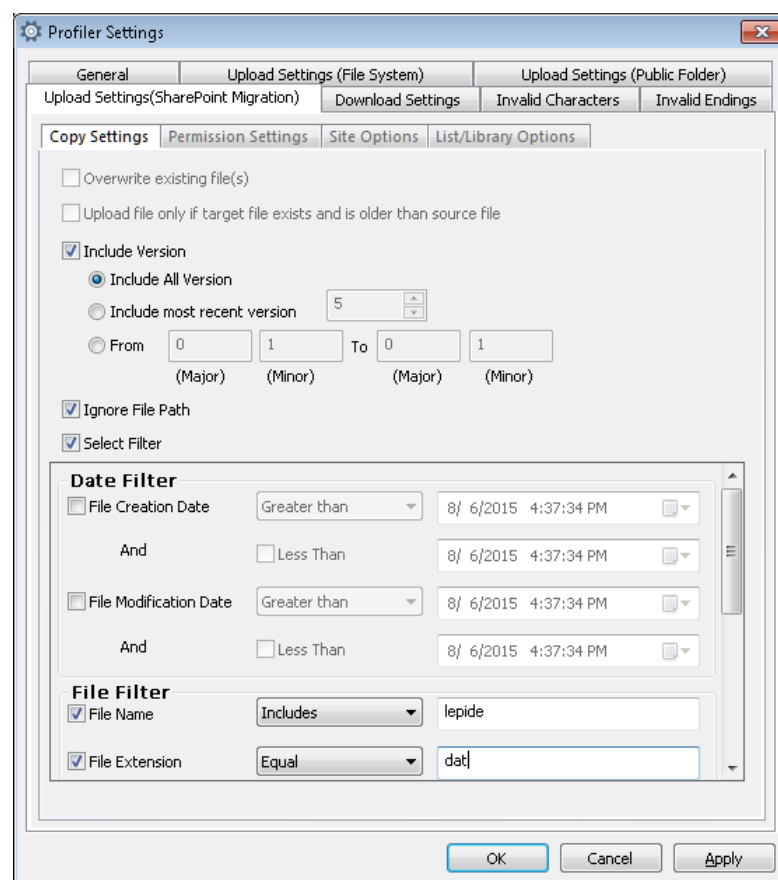 Profiler Settings
General Upload Settings (File System) Upload Settings (Public Folder)
Upload Settings(SharePoint Migration) Download Settings Invalid Characters Invalid Endings
Copy Settings Permission Settings Site Options List/Library Options
Overwrite existing file(s)
Upload file only if target file exists and is older than source file
Include Version
Include All Version
Include most recent version 5
From 0 1 To 0 1
(Major) (Minor) (Major) (Minor)
Ignore File Path
Select Filter
Date Filter
File Creation Date Greater than 8/ 6/2015 4:37:34 PM
And Less Than 8/ 6/2015 4:37:34 PM
File Modification Date Greater than 8/ 6/2015 4:37:34 PM
And Less Than 8/ 6/2015 4:37:34 PM
File Filter
File Name Includes lepide
File Extension Equal dat
OK Cancel Apply